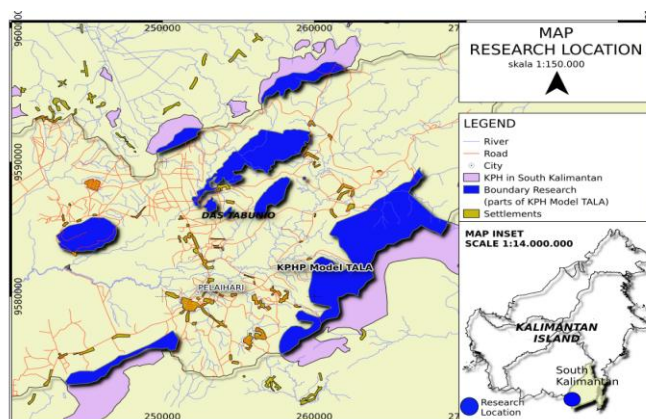 250000
260000
9600000
9590000
9580000
DAS TABUNIO
KPHP Model TALA
PELAIHARI
250000
260000
MAP
RESEARCH LOCATION
skala 1:150.000
LEGEND
River
Road
City
KPH in South Kalimantan
Boundary Research
(parts of KPH Model TALA)
Settlements
MAP INSET
SCALE 1:14.000.000
KALIMANTAN
ISLAND
South
Kalimantan
Research
Location